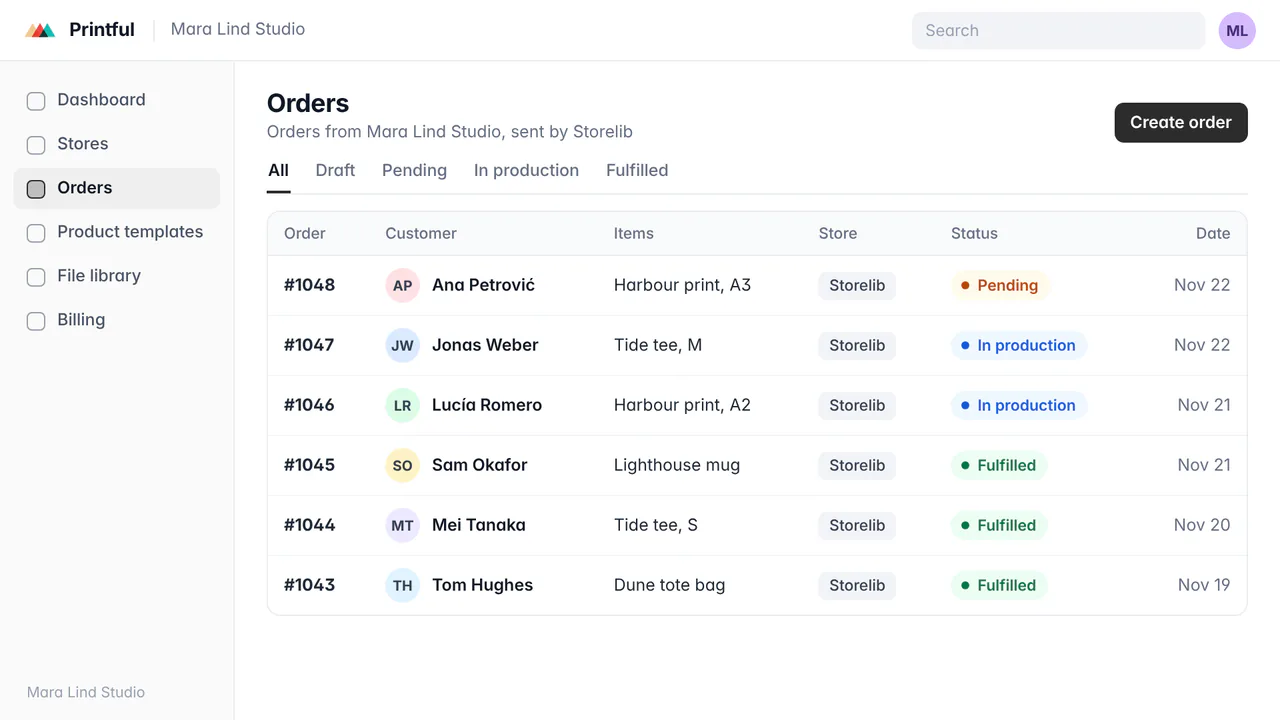 Printful
Mara Lind Studio
Search
ML
Dashboard
Stores
Orders
Product templates
File library
Billing
Mara Lind Studio
Orders
Orders from Mara Lind Studio, sent by Storelib
Create order
All Draft Pending In production Fulfilled
Order Customer Items Store Status Date
#1048 AP Ana Petrović Harbour print, A3 Storelib Pending Nov 22
#1047 JW Jonas Weber Tide tee, M Storelib In production Nov 22
#1046 LR Lucía Romero Harbour print, A2 Storelib In production Nov 21
#1045 SO Sam Okafor Lighthouse mug Storelib Fulfilled Nov 21
#1044 MT Mei Tanaka Tide tee, S Storelib Fulfilled Nov 20
#1043 TH Tom Hughes Dune tote bag Storelib Fulfilled Nov 19